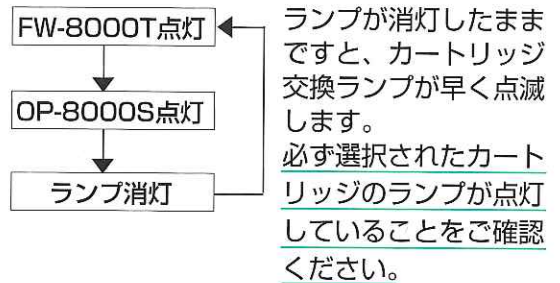 FW-8000T点灯
OP-8000S点灯
ランプ消灯
ランプが消灯したまま
ですと、カートリッジ
交換ランプが早く点滅
します。
必ず選択されたカート
リッジのランプが点灯
していることをご確認
ください。